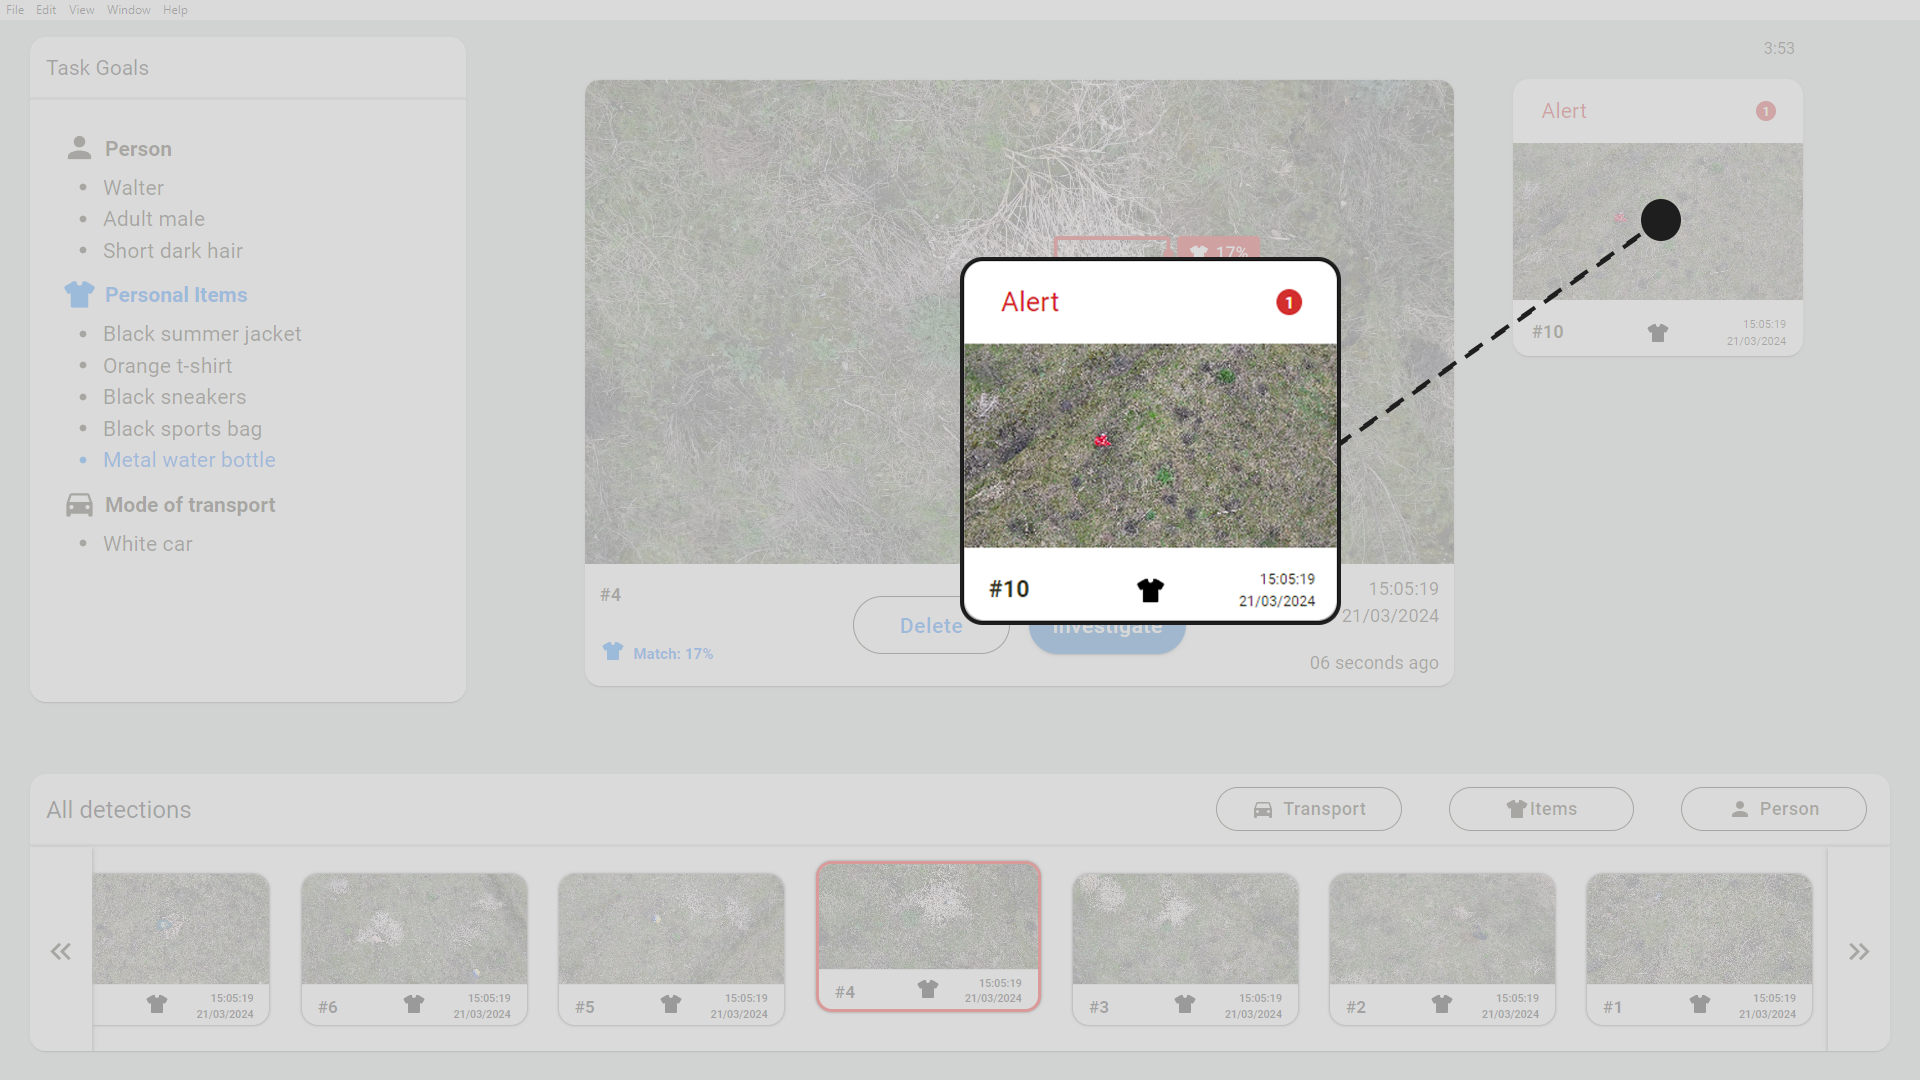 File Edit View Window Help
3:53
Task Goals
Person
Walter
Adult male
Short dark hair
Personal Items
Black summer jacket
Orange t-shirt
Black sneakers
Black sports bag
Metal water bottle
Mode of transport
White car
17%
#4
Match: 17%
Delete
Investigate
15:05:19
21/03/2024
06 seconds ago
Alert
1
#10
15:05:19
21/03/2024
Alert
1
#10
15:05:19
21/03/2024
All detections
Transport
Items
Person
15:05:19
21/03/2024
#6
15:05:19
21/03/2024
#5
15:05:19
21/03/2024
#4
15:05:19
21/03/2024
#3
15:05:19
21/03/2024
#2
15:05:19
21/03/2024
#1
15:05:19
21/03/2024